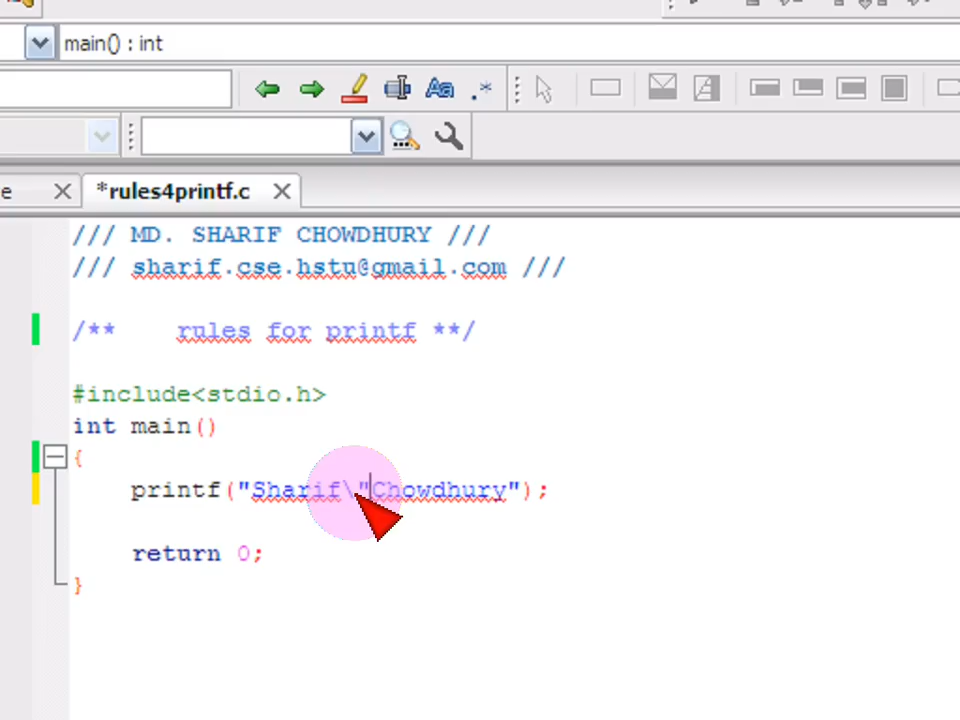 main() : int
Aa .*
e
*rules4printf.c
/// MD. SHARIF CHOWDHURY ///
/// sharif.cse.hstu@gmail.com ///
/**    rules for printf **/
#include<stdio.h>
int main()
{
printf("Sharif\"Chowdhury");
return 0;
}